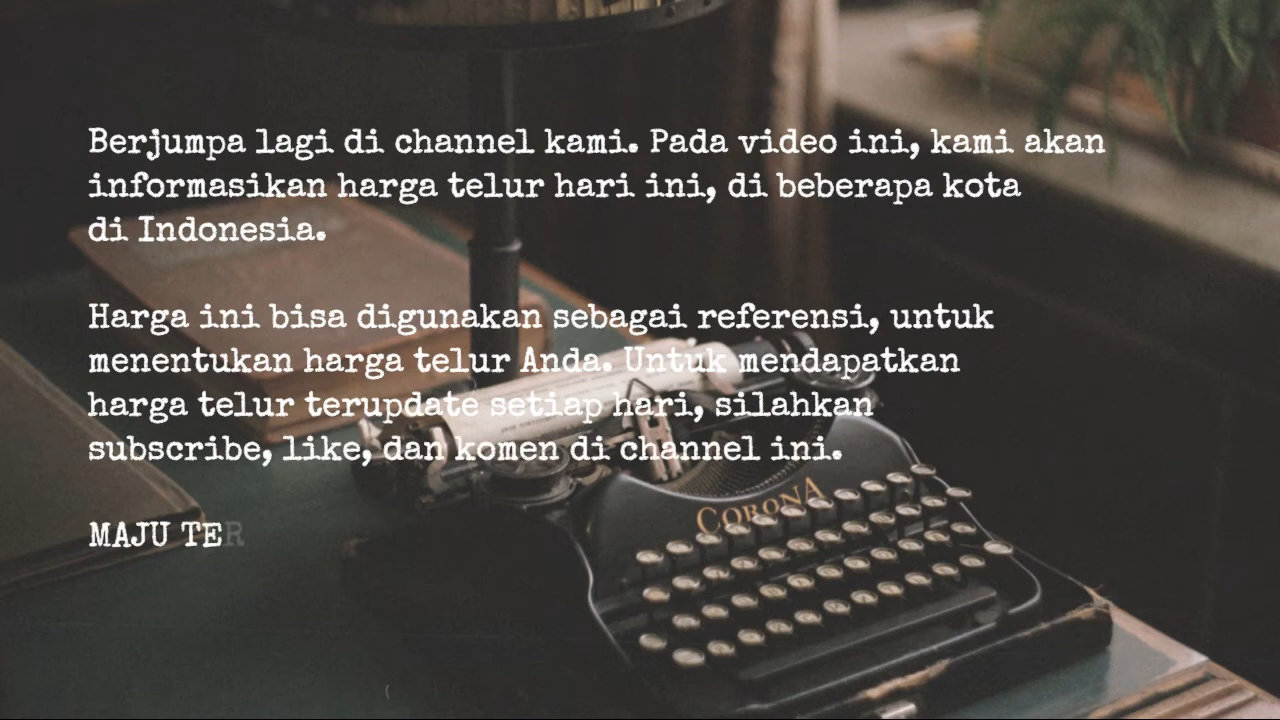 Berjumpa lagi di channel kami. Pada video ini, kami akan
informasikan harga telur hari ini, di beberapa kota
di Indonesia.
Harga ini bisa digunakan sebagai referensi, untuk
menentukan harga telur Anda. Untuk mendapatkan
harga telur terupdate setiap hari, silahkan
subscribe, like, dan komen di channel ini.
MAJU TER
CORONA